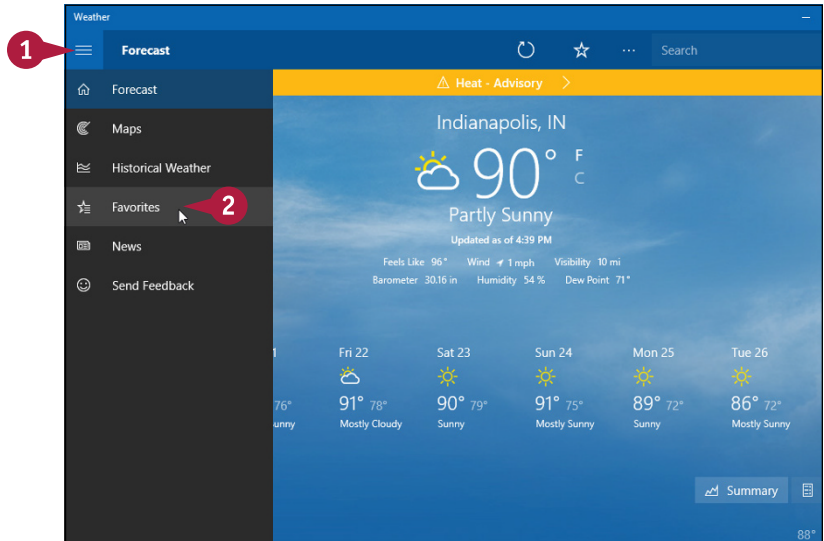 Weather
1
Forecast
... Search
Forecast
Heat - Advisory
Maps
Indianapolis, IN
Historical Weather
90° F
C
Favorites
2
Partly Sunny
Updated as of 4:39 PM
News
Feels Like 96° Wind 1 mph Visibility 10 mi
Barometer 30.16 in Humidity 54 % Dew Point 71°
Send Feedback
1 Fri 22 Sat 23 Sun 24 Mon 25 Tue 26
76° 91° 78° 90° 79° 91° 75° 89° 72° 86° 72°
unny Mostly Cloudy Sunny Mostly Sunny Sunny Mostly Sunny
Summary
88°